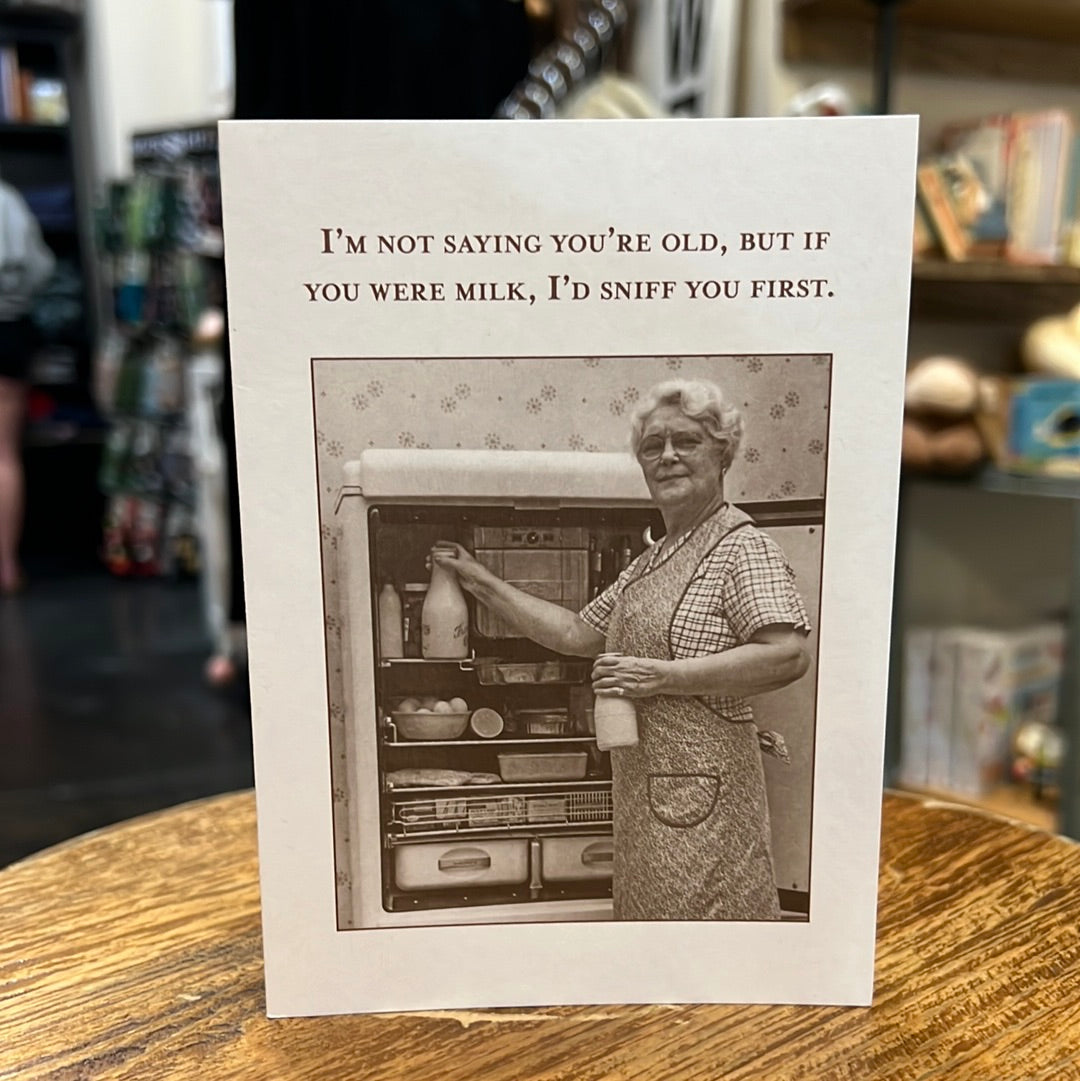 I'm not saying you're old, but if
you were milk, I'd sniff you first.